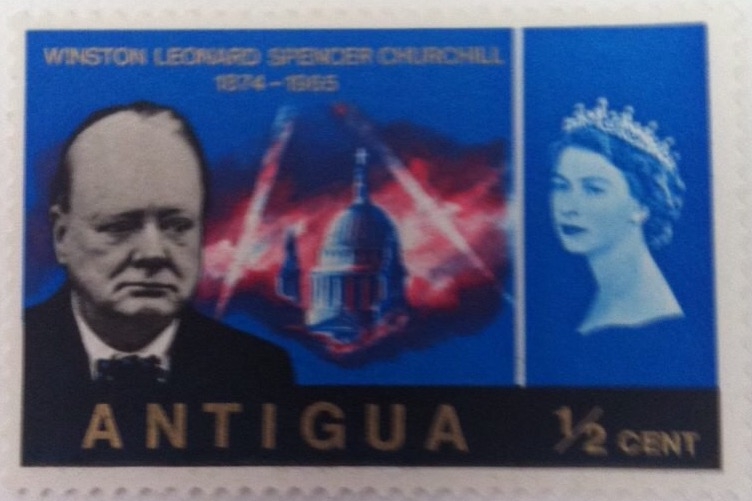 WINSTON LEONARD SPENCER CHURCHILL
1874-1965
ANTIGUA ½ CENT